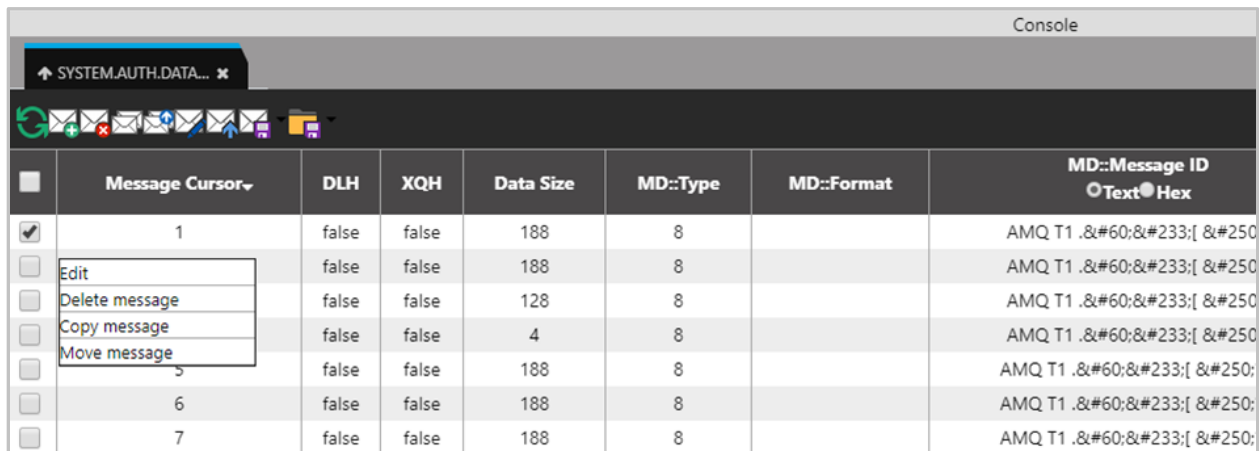 Console
SYSTEM.AUTH.DATA... ✖
Message Cursor DLH XQH Data Size MD::Type MD::Format MD::Message ID
Text Hex
1 false false 188 8 AMQ T1 .&#60;&#233;[ &#250
false false 188 8 AMQ T1 .&#60;&#233;[ &#250
false false 128 8 AMQ T1 .&#60;&#233;[ &#250
false false 4 8 AMQ T1 .&#60;&#233;[ &#250
5 false false 188 8 AMQ T1 .&#60;&#233;[ &#250;
6 false false 188 8 AMQ T1 .&#60;&#233;[ &#250;
7 false false 188 8 AMQ T1 .&#60;&#233;[ &#250;
Edit
Delete message
Copy message
Move message